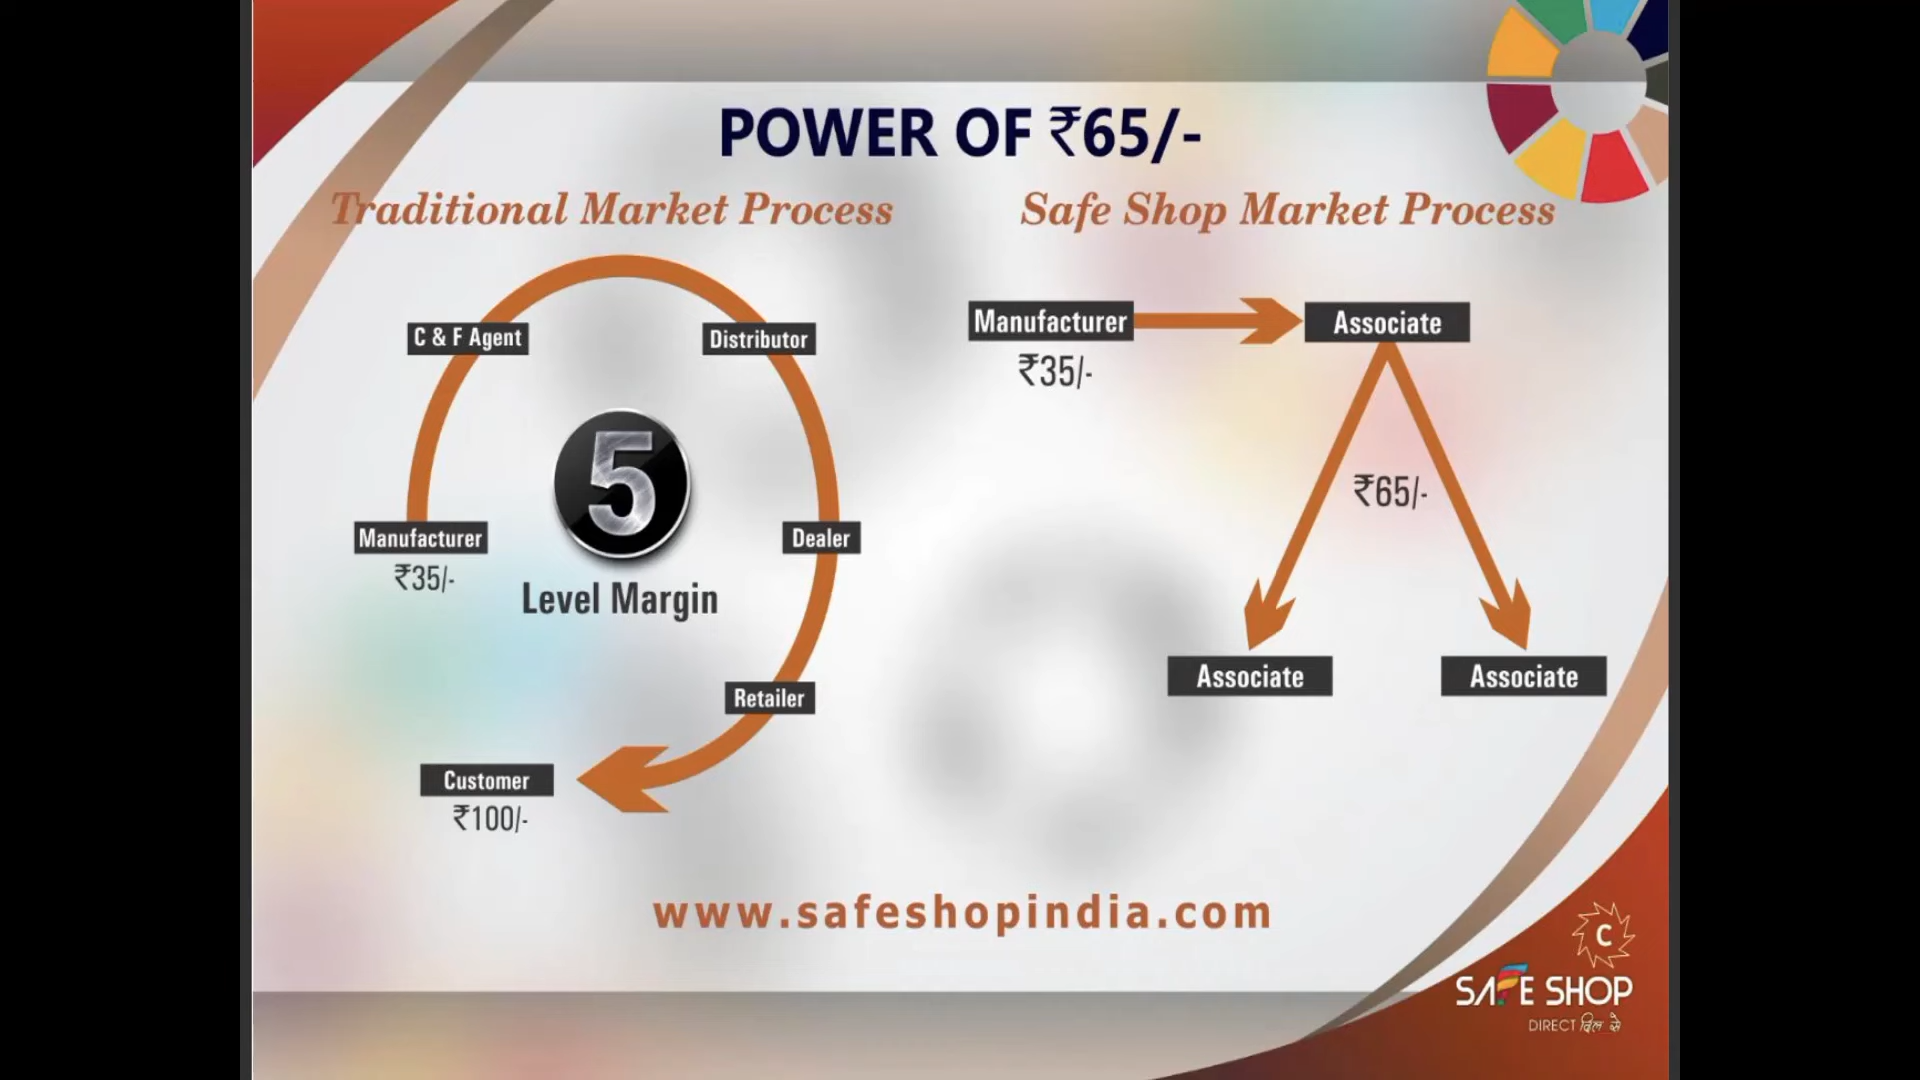 POWER OF ₹65/-
Traditional Market Process
Safe Shop Market Process
C & F Agent
Distributor
5
Level Margin
Manufacturer
₹35/-
Dealer
Retailer
Customer
₹100/-
Manufacturer
₹35/-
Associate
₹65/-
Associate
Associate
www.safeshopindia.com
C
SAFE SHOP
DIRECT दिल से